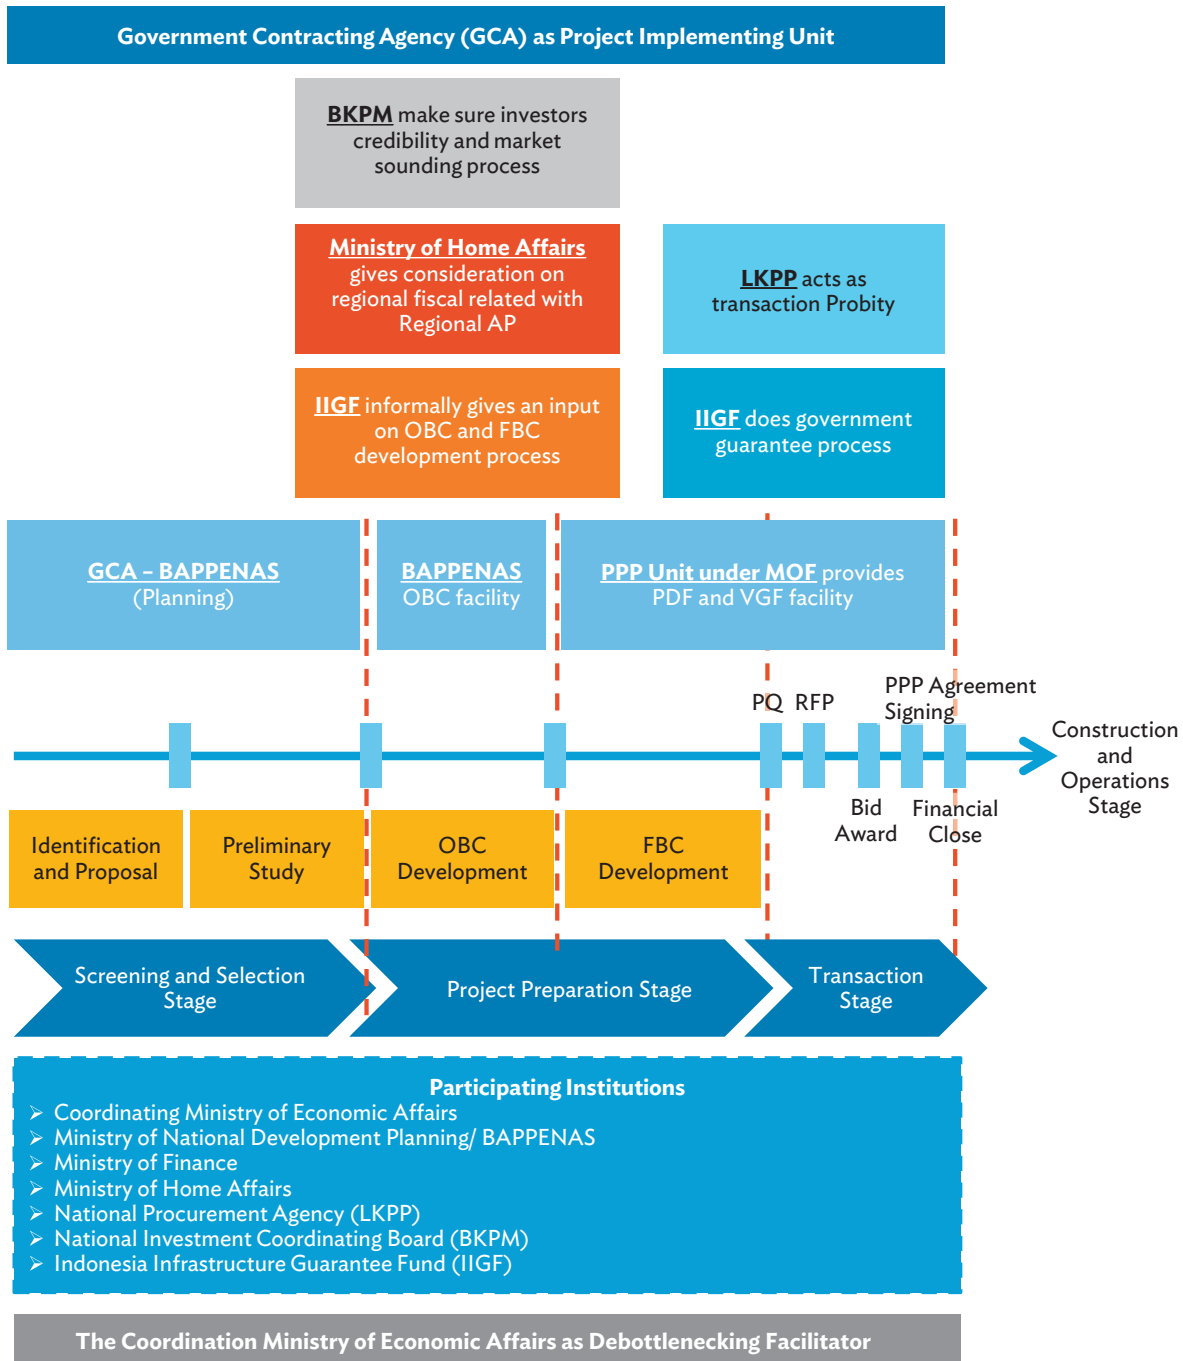 Government Contracting Agency (GCA) as Project Implementing Unit
BKPM make sure investors
credibility and market
sounding process
Ministry of Home Affairs
gives consideration on
regional fiscal related with
Regional AP
LKPP acts as
transaction Probity
IIGF informally gives an input
on OBC and FBC
development process
IIGF does government
guarantee process
GCA – BAPPENAS
(Planning)
BAPPENAS
OBC facility
PPP Unit under MOF provides
PDF and VGF facility
PQ
RFP
PPP Agreement
Signing
Construction
and
Operations
Stage
Bid
Award
Financial
Close
Identification
and Proposal
Preliminary
Study
OBC
Development
FBC
Development
Screening and Selection
Stage
Project Preparation Stage
Transaction
Stage
Participating Institutions
➢ Coordinating Ministry of Economic Affairs
➢ Ministry of National Development Planning/ BAPPENAS
➢ Ministry of Finance
➢ Ministry of Home Affairs
➢ National Procurement Agency (LKPP)
➢ National Investment Coordinating Board (BKPM)
➢ Indonesia Infrastructure Guarantee Fund (IIGF)
The Coordination Ministry of Economic Affairs as Debottlenecking Facilitator